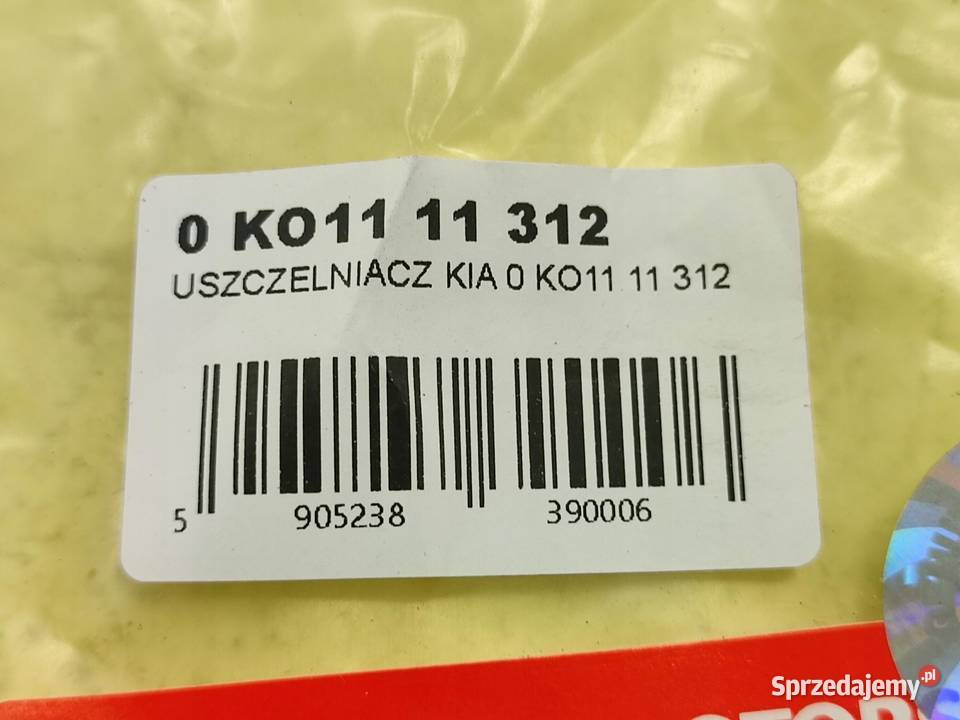 0 KO11 11 312
USZCZELNIACZ KIA 0 KO11 11 312
5 905238 390006
Sprzedajemy.pl